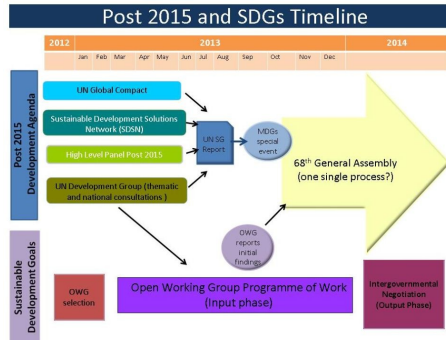 Post 2015 and SDGs Timeline
2012 2013 2014
Jan Feb Mar Apr May Jun Jul Aug Sep Oct Nov Dec
Post 2015
Development Agenda
UN Global Compact
Sustainable Development Solutions
Network (SDSN)
High Level Panel Post 2015
UN Development Group (thematic
and national consultations )
UN SG
Report
MDGs
special
event
68th General Assembly
(one single process?)
Sustainable
Development Goals
OWG
reports
initial
findings
OWG
selection
Open Working Group Programme of Work
(Input phase)
Intergovernmental
Negotiation
(Output Phase)